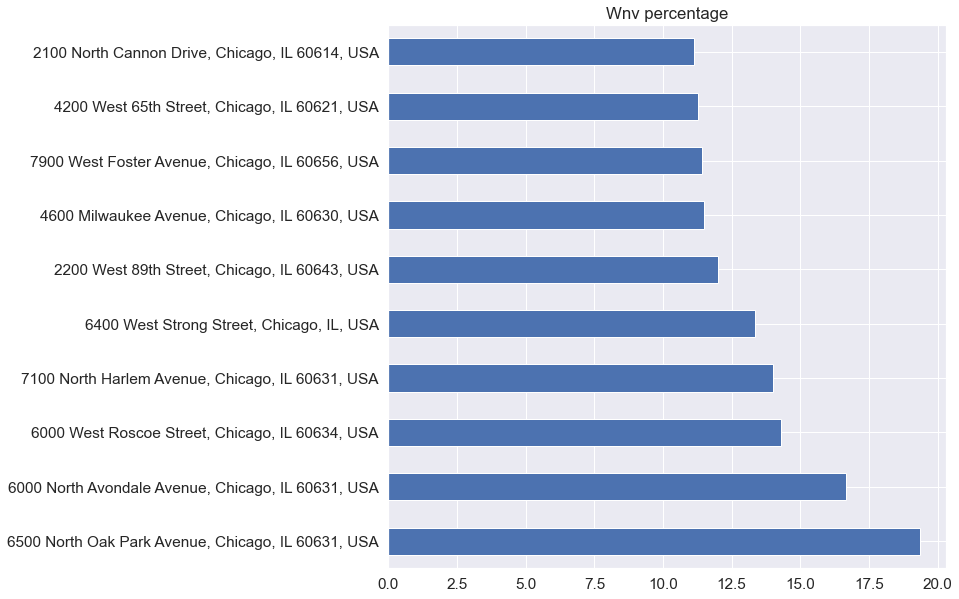 Wnv percentage
2100 North Cannon Drive, Chicago, IL 60614, USA
4200 West 65th Street, Chicago, IL 60621, USA
7900 West Foster Avenue, Chicago, IL 60656, USA
4600 Milwaukee Avenue, Chicago, IL 60630, USA
2200 West 89th Street, Chicago, IL 60643, USA
6400 West Strong Street, Chicago, IL, USA
7100 North Harlem Avenue, Chicago, IL 60631, USA
6000 West Roscoe Street, Chicago, IL 60634, USA
6000 North Avondale Avenue, Chicago, IL 60631, USA
6500 North Oak Park Avenue, Chicago, IL 60631, USA
0.0 2.5 5.0 7.5 10.0 12.5 15.0 17.5 20.0